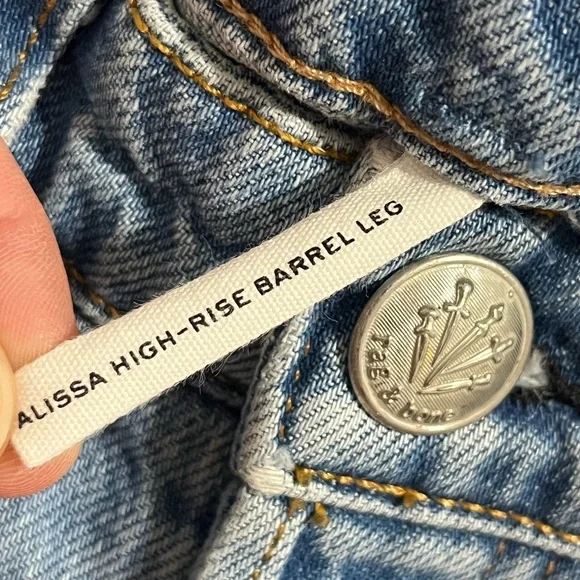 ALISSA HIGH-RISE BARREL LEG
rag & bone